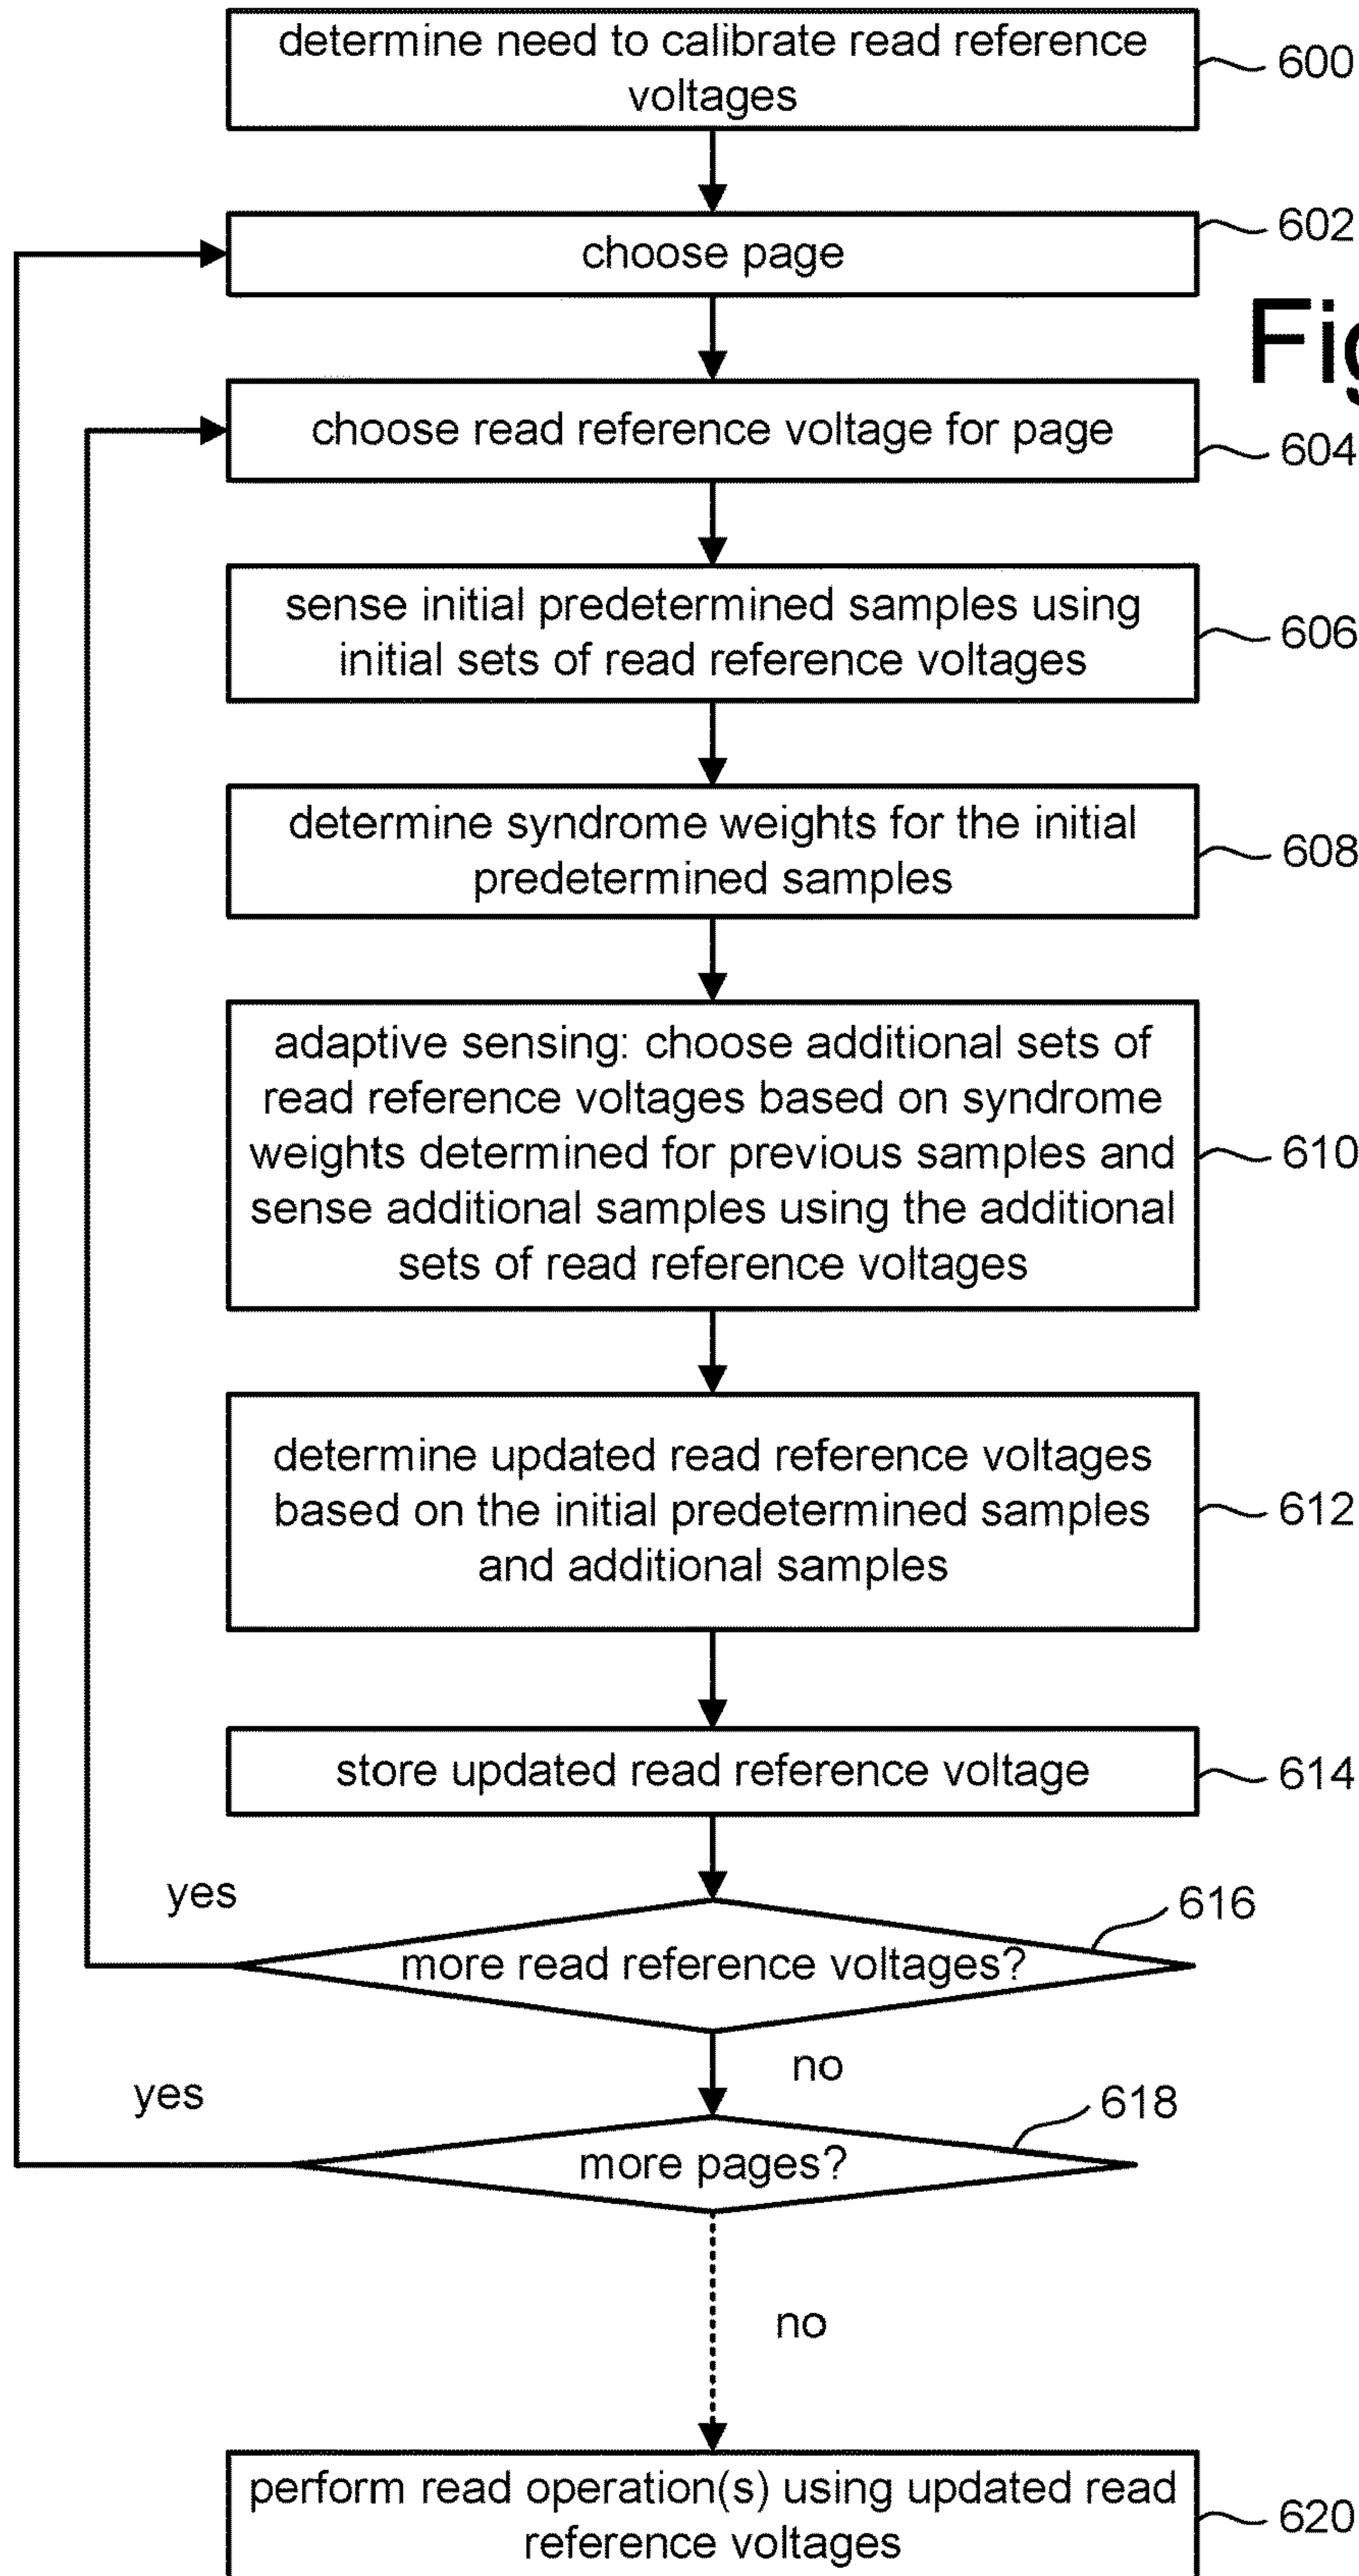 determine need to calibrate read reference
voltages
600
choose page
602
Fig
choose read reference voltage for page
604
sense initial predetermined samples using
initial sets of read reference voltages
606
determine syndrome weights for the initial
predetermined samples
608
adaptive sensing: choose additional sets of
read reference voltages based on syndrome
weights determined for previous samples and
sense additional samples using the additional
sets of read reference voltages
610
determine updated read reference voltages
based on the initial predetermined samples
and additional samples
612
store updated read reference voltage
614
yes
616
more read reference voltages?
no
yes
618
more pages?
no
perform read operation(s) using updated read
reference voltages
620